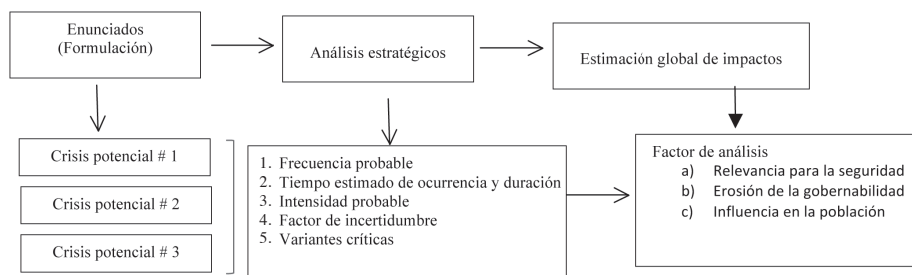 Enunciados
(Formulación)
Análisis estratégicos
Estimación global de impactos
Crisis potencial # 1
Crisis potencial # 2
Crisis potencial # 3
1. Frecuencia probable
2. Tiempo estimado de ocurrencia y duración
3. Intensidad probable
4. Factor de incertidumbre
5. Variantes críticas
Factor de análisis
a) Relevancia para la seguridad
b) Erosión de la gobernabilidad
c) Influencia en la población